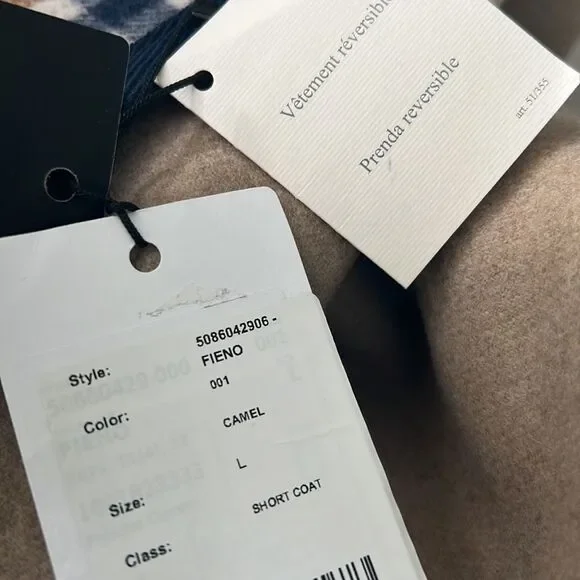 Vêtement réversible
Prenda reversible
art. 51/355
Style: 5086042906 -
FIENO
001
Color: CAMEL
Size: L
Class: SHORT COAT